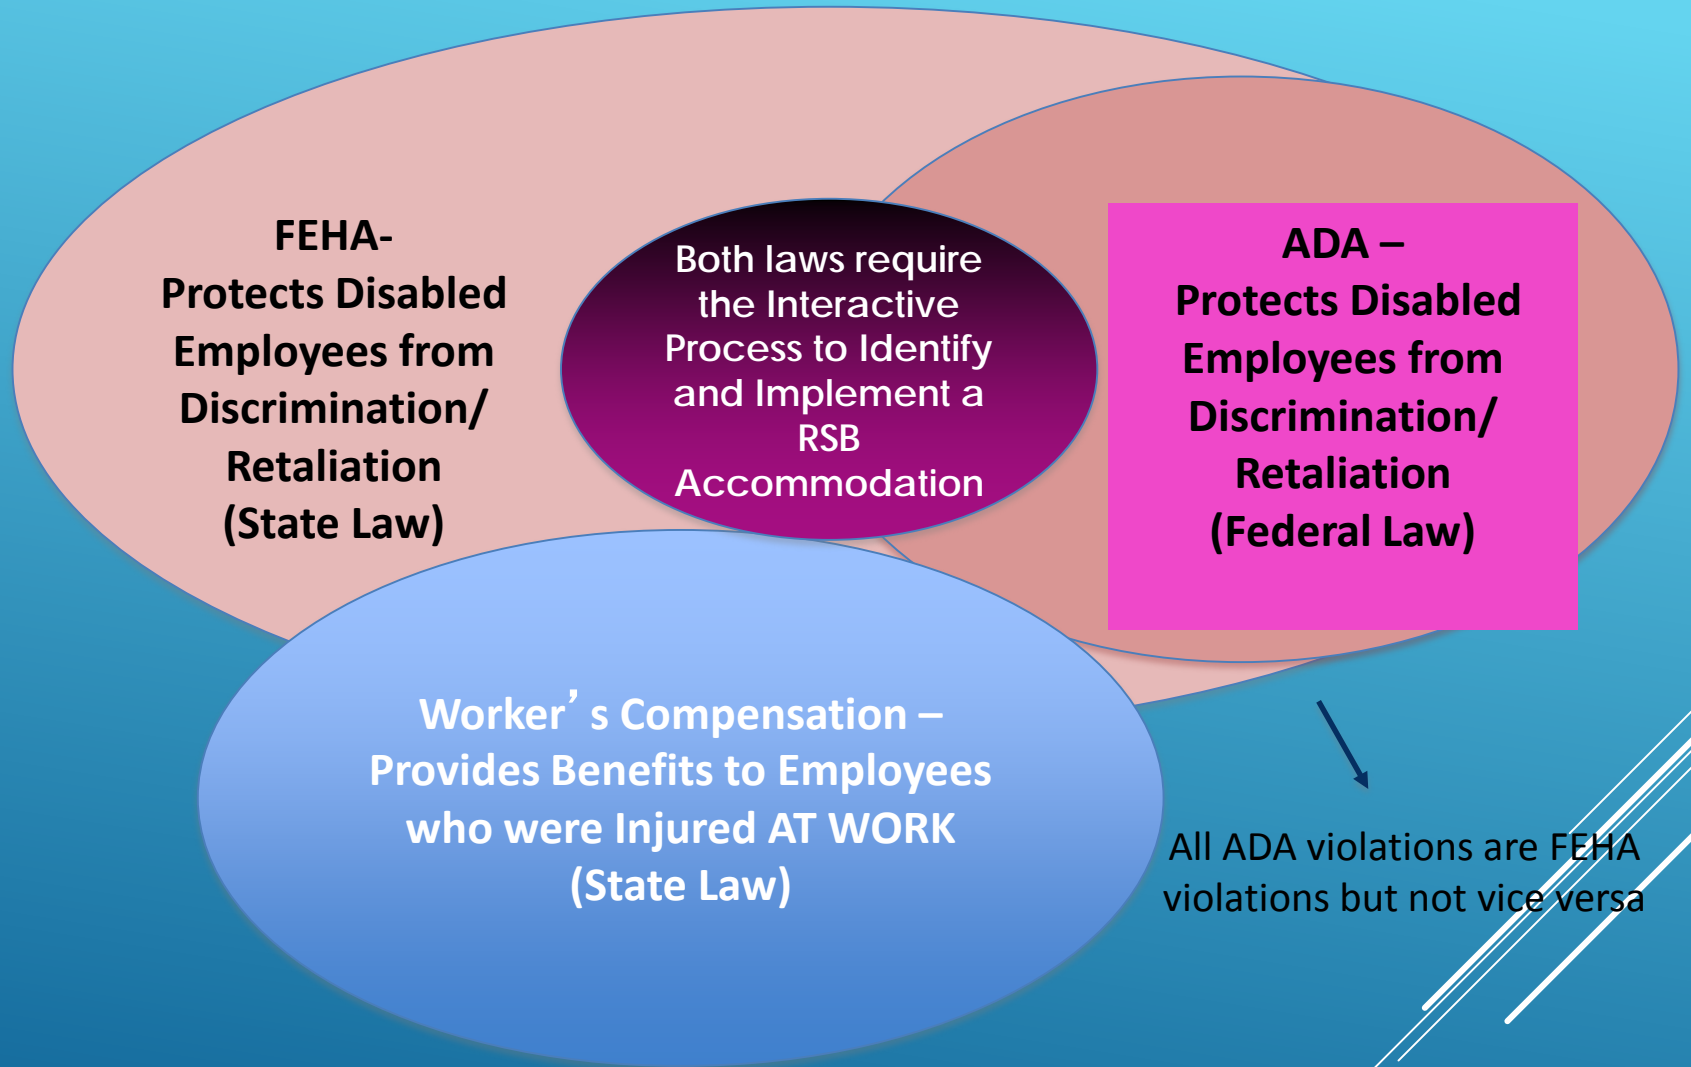 FEHA-
Protects Disabled
Employees from
Discrimination/
Retaliation
(State Law)
Both laws require
the Interactive
Process to Identify
and Implement a
RSB
Accommodation
ADA –
Protects Disabled
Employees from
Discrimination/
Retaliation
(Federal Law)
Worker’s Compensation –
Provides Benefits to Employees
who were Injured AT WORK
(State Law)
All ADA violations are FEHA
violations but not vice versa